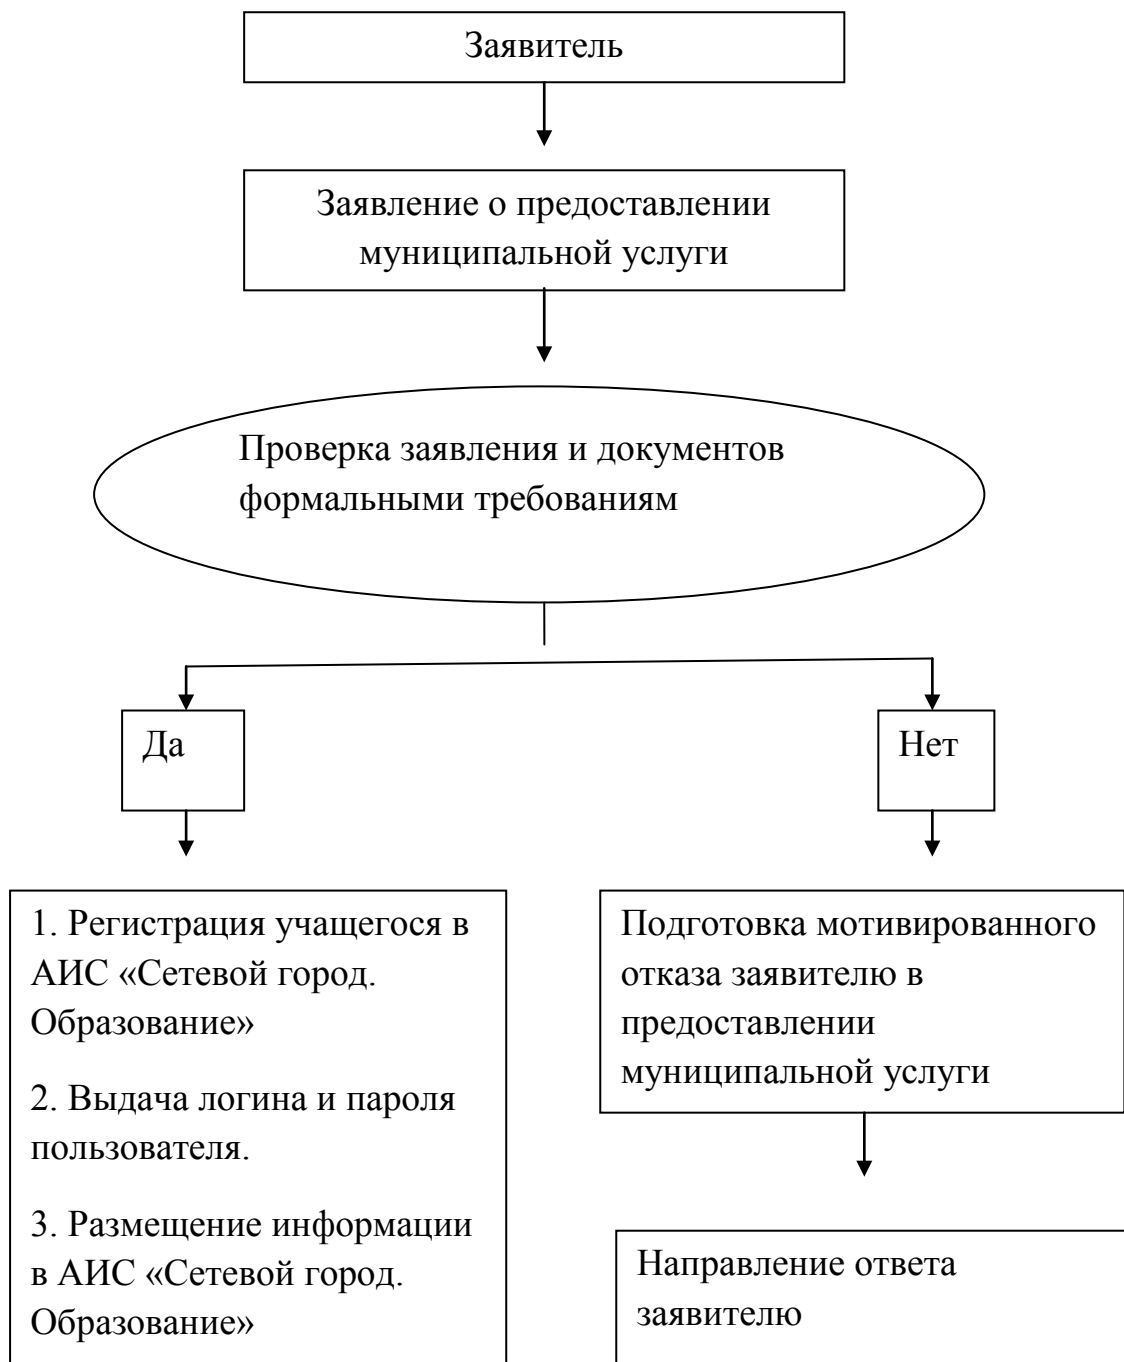 Заявитель
Заявление о предоставлении
муниципальной услуги
Проверка заявления и документов
формальными требованиям
Да
Нет
1. Регистрация учащегося в
АИС «Сетевой город.
Образование»
2. Выдача логина и пароля
пользователя.
3. Размещение информации
в АИС «Сетевой город.
Образование»
Подготовка мотивированного
отказа заявителю в
предоставлении
муниципальной услуги
Направление ответа
заявителю